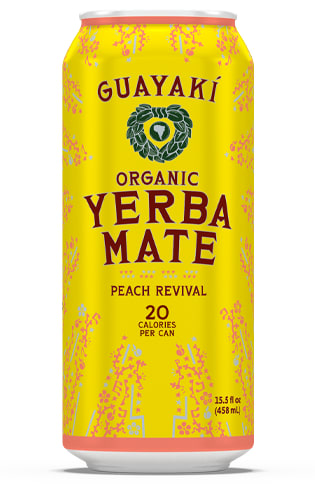 GUAYAKÍ
ORGANIC
YERBA
MATE
PEACH REVIVAL
20
CALORIES
PER CAN
15.5 fl oz
(458 mL)